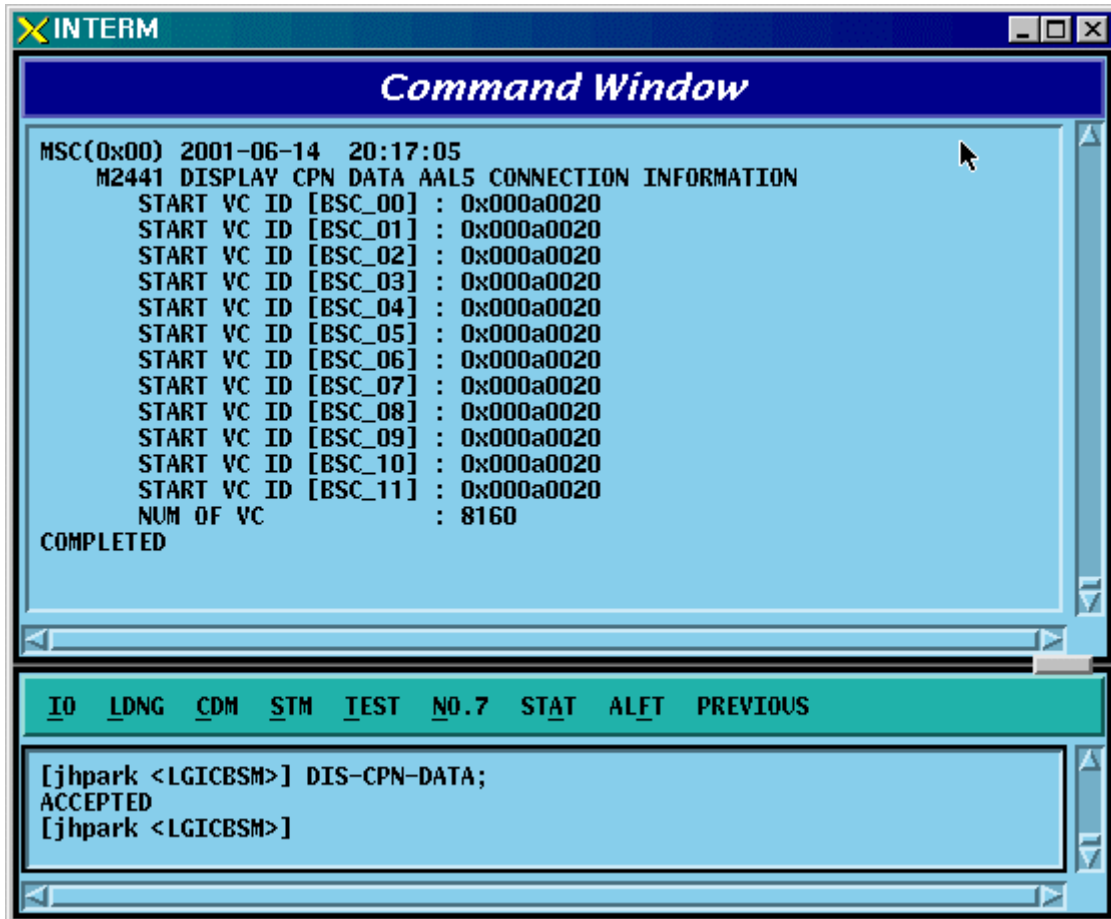 INTERM
Command Window
MSC(0x00) 2001-06-14 20:17:05
M2441 DISPLAY CPN DATA AAL5 CONNECTION INFORMATION
START VC ID [BSC_00] : 0x000a0020
START VC ID [BSC_01] : 0x000a0020
START VC ID [BSC_02] : 0x000a0020
START VC ID [BSC_03] : 0x000a0020
START VC ID [BSC_04] : 0x000a0020
START VC ID [BSC_05] : 0x000a0020
START VC ID [BSC_06] : 0x000a0020
START VC ID [BSC_07] : 0x000a0020
START VC ID [BSC_08] : 0x000a0020
START VC ID [BSC_09] : 0x000a0020
START VC ID [BSC_10] : 0x000a0020
START VC ID [BSC_11] : 0x000a0020
NUM OF VC : 8160
COMPLETED
IO LDNG CDM STM TEST NO.7 STAT ALFT PREVIOUS
[jhpark <LGICBSM>] DIS-CPN-DATA;
ACCEPTED
[jhpark <LGICBSM>]